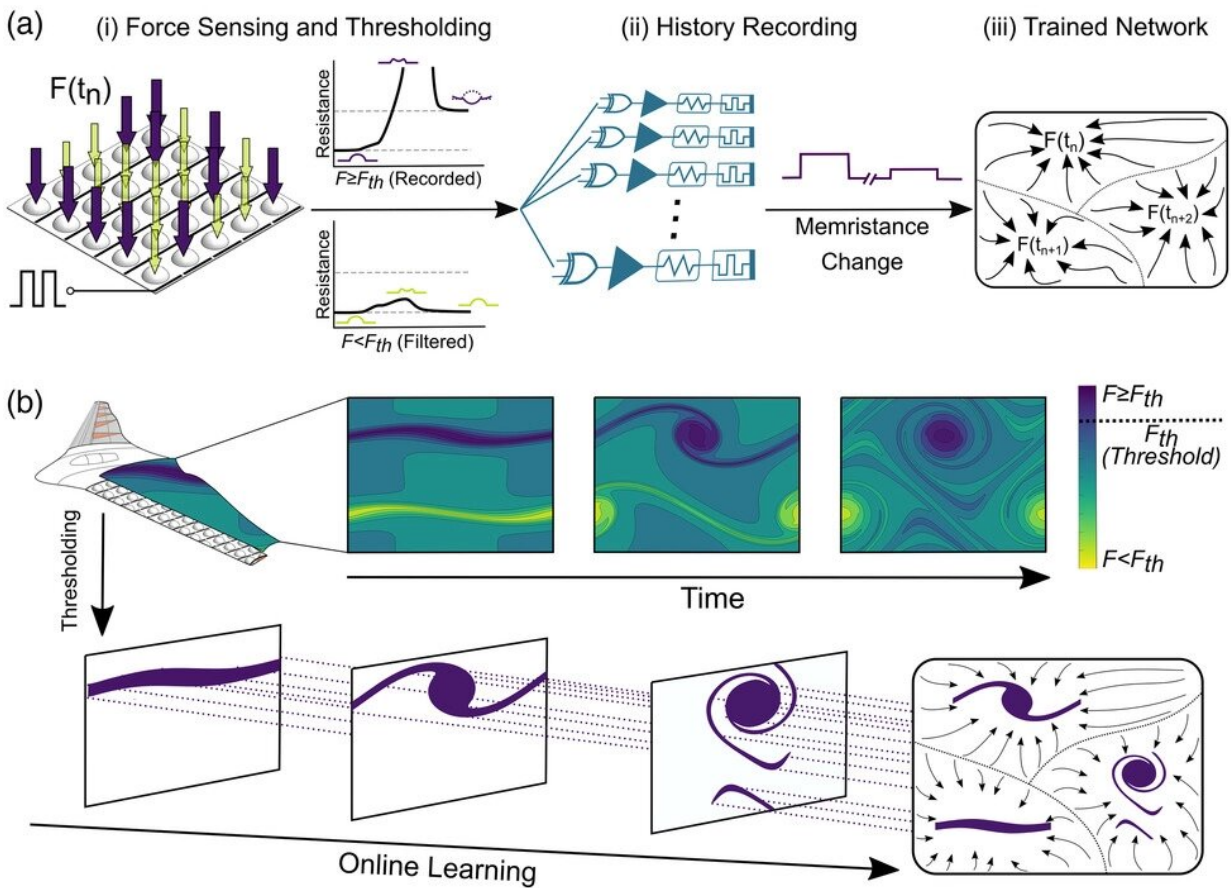 (a)
(i) Force Sensing and Thresholding
(ii) History Recording
(iii) Trained Network
F(tn)
Resistance
F≥Fth (Recorded)
Resistance
F<Fth (Filtered)
Memristance
Change
F(tn)
F(tn+2)
F(tn+1)
(b)
F≥Fth
Fth
(Threshold)
F<Fth
Time
Thresholding
Online Learning